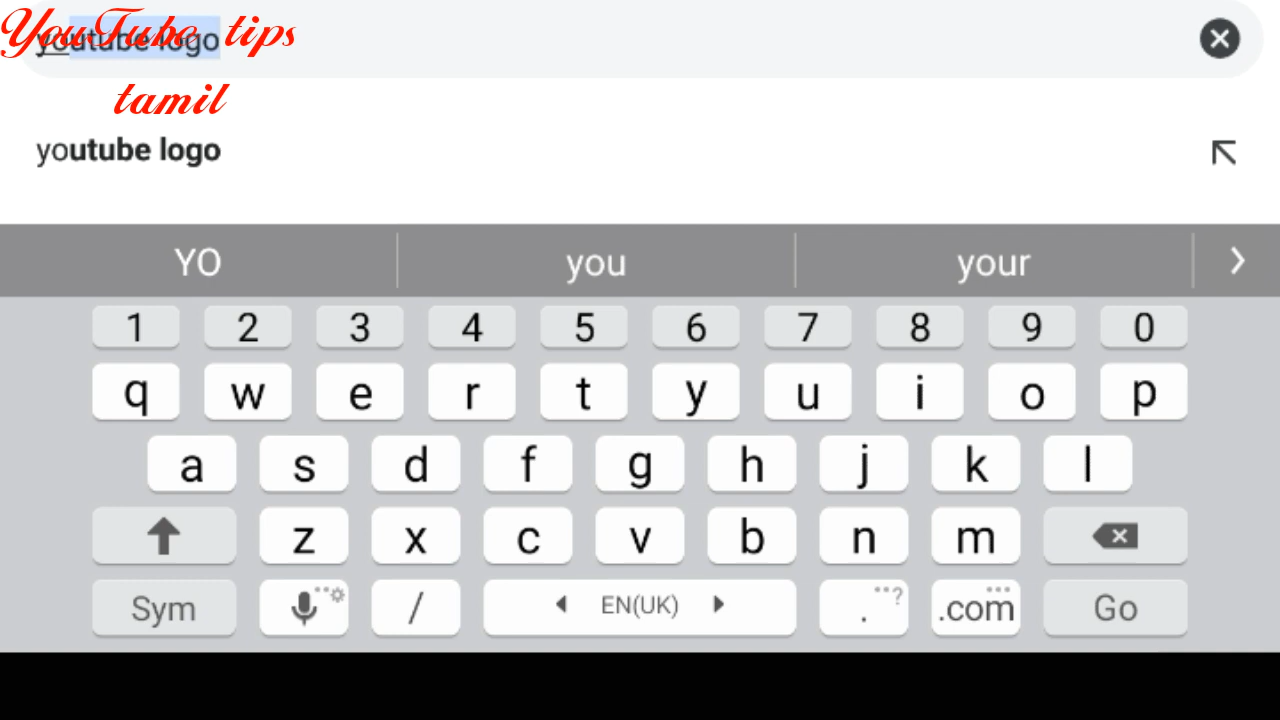 YouTube tips
tamil
youtube logo
youtube logo
YO you your
1 2 3 4 5 6 7 8 9 0
q w e r t y u i o p
a s d f g h j k l
z x c v b n m
Sym / EN(UK) . ? .com Go